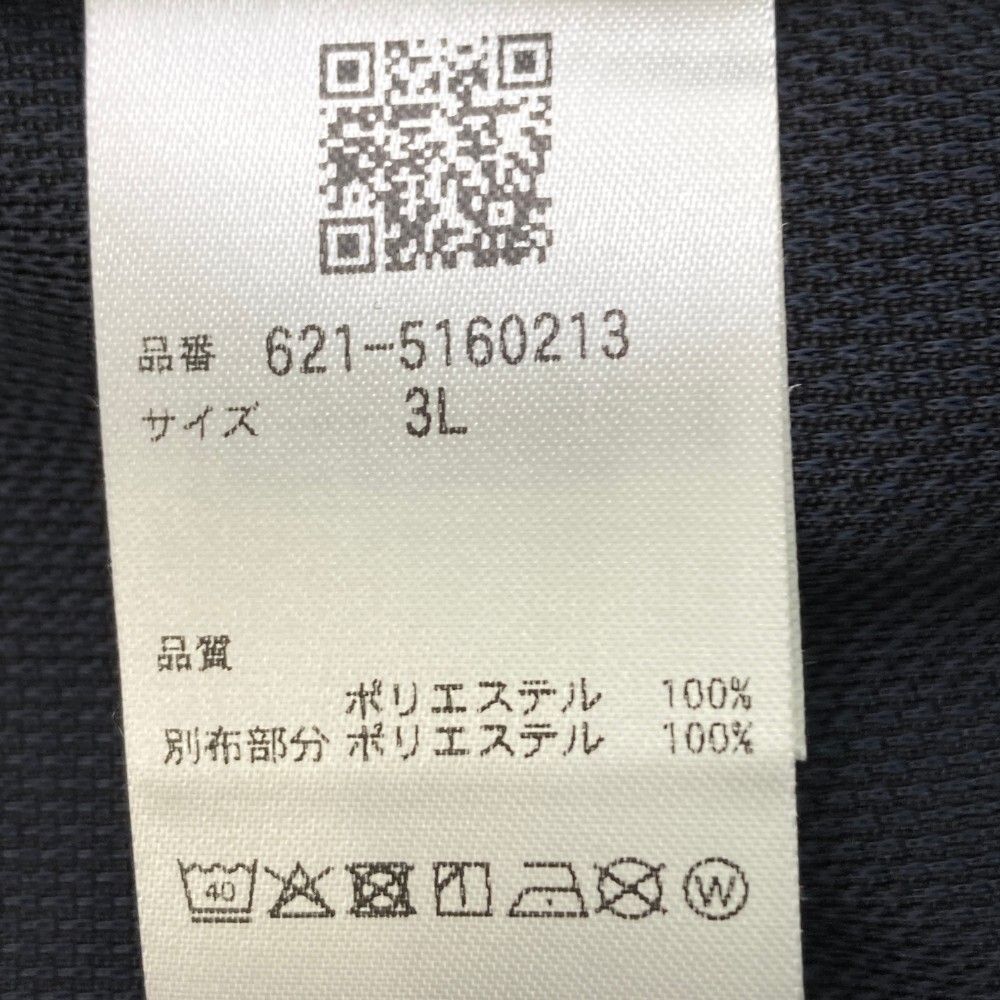 品番 621-5160213
サイズ 3L
品質
ポリエステル 100%
別布部分 ポリエステル 100%
40 W